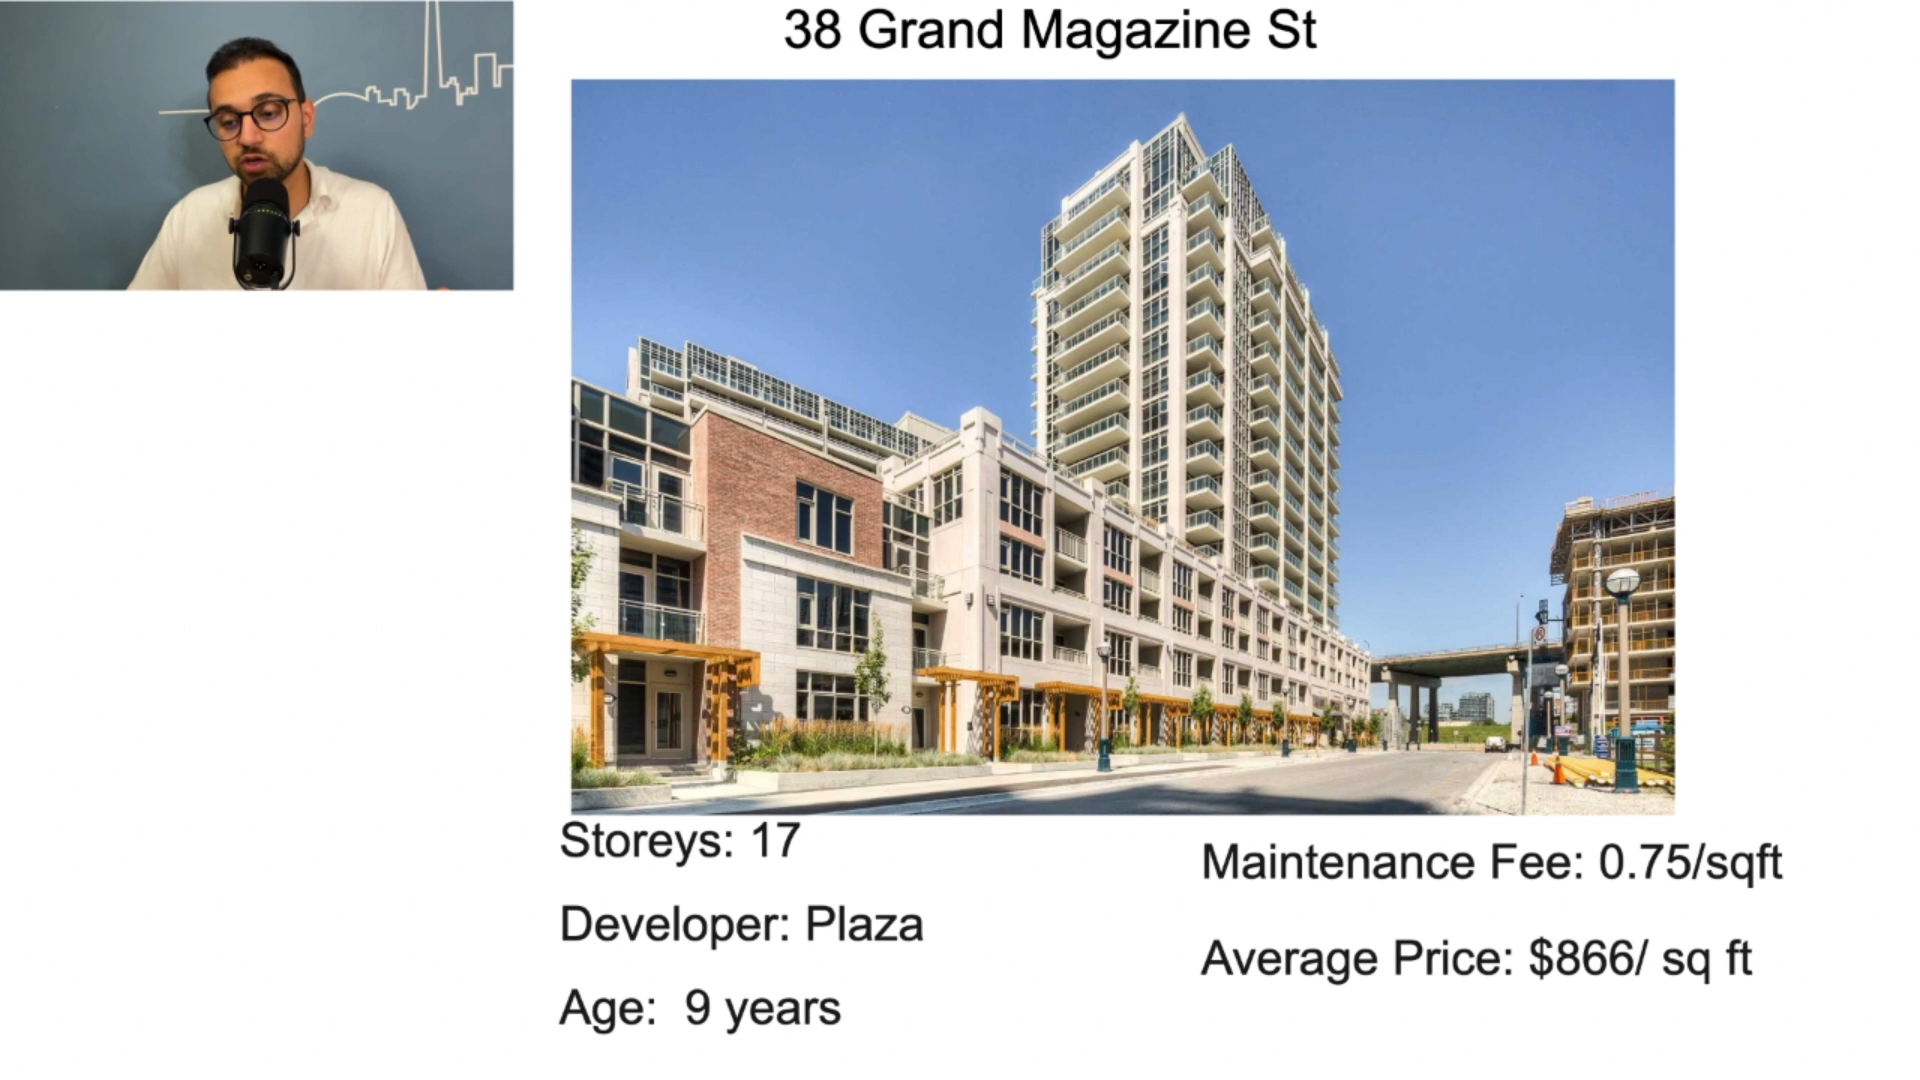 38 Grand Magazine St
Storeys: 17
Developer: Plaza
Age: 9 years
Maintenance Fee: 0.75/sqft
Average Price: $866/ sq ft